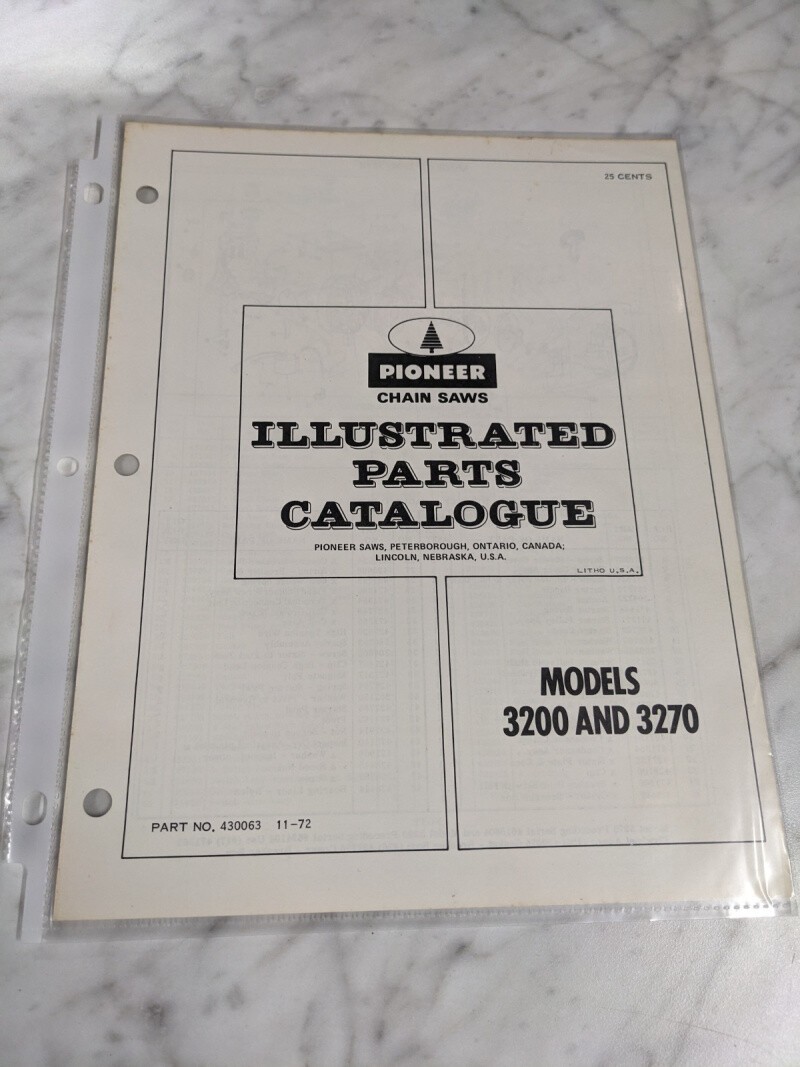 25 CENTS
PIONEER
CHAIN SAWS
ILLUSTRATED
PARTS
CATALOGUE
PIONEER SAWS, PETERBOROUGH, ONTARIO, CANADA;
LINCOLN, NEBRASKA, U.S.A.
LITHO U.S.A.
MODELS
3200 AND 3270
PART NO. 430063 11-72